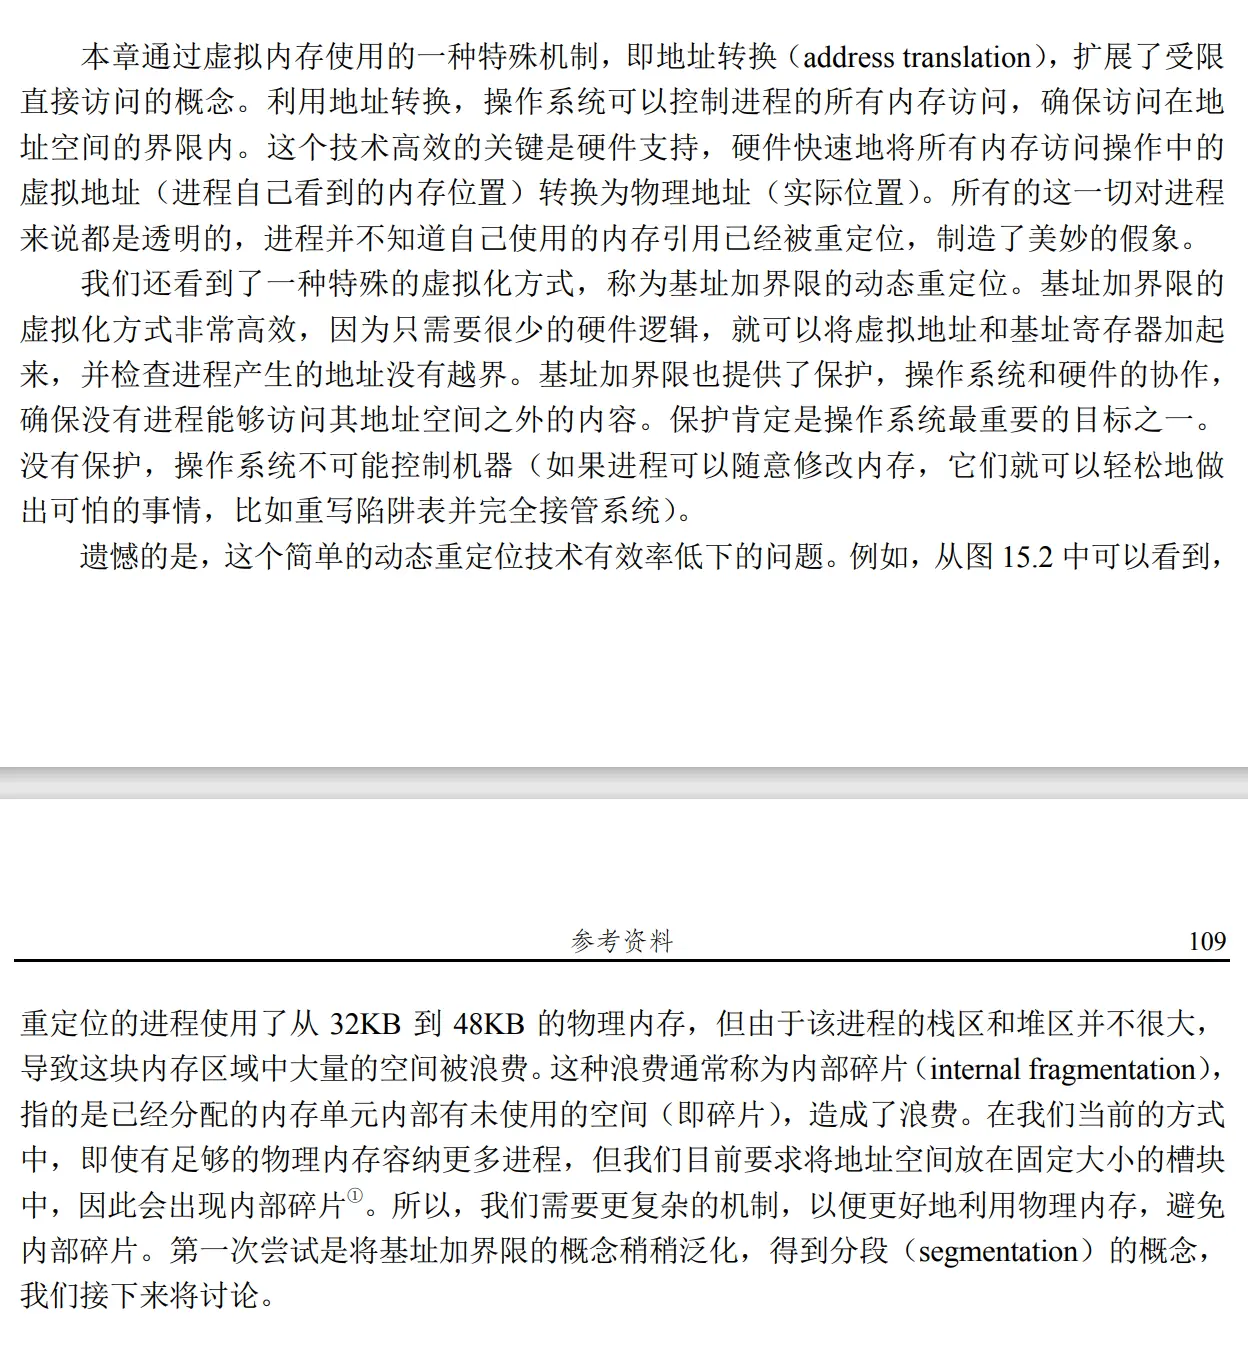 本章通过虚拟内存使用的一种特殊机制，即地址转换（address translation），扩展了受限
直接访问的概念。利用地址转换，操作系统可以控制进程的所有内存访问，确保访问在地
址空间的界限内。这个技术高效的关键是硬件支持，硬件快速地将所有内存访问操作中的
虚拟地址（进程自己看到的内存位置）转换为物理地址（实际位置）。所有的这一切对进程
来说都是透明的，进程并不知道自己使用的内存引用已经被重定位，制造了美妙的假象。
我们还看到了一种特殊的虚拟化方式，称为基址加界限的动态重定位。基址加界限的
虚拟化方式非常高效，因为只需要很少的硬件逻辑，就可以将虚拟地址和基址寄存器加起
来，并检查进程产生的地址没有越界。基址加界限也提供了保护，操作系统和硬件的协作，
确保没有进程能够访问其地址空间之外的内容。保护肯定是操作系统最重要的目标之一。
没有保护，操作系统不可能控制机器（如果进程可以随意修改内存，它们就可以轻松地做
出可怕的事情，比如重写陷阱表并完全接管系统）。
遗憾的是，这个简单的动态重定位技术有效率低下的问题。例如，从图 15.2 中可以看到，
参考资料 109
重定位的进程使用了从 32KB 到 48KB 的物理内存，但由于该进程的栈区和堆区并不很大，
导致这块内存区域中大量的空间被浪费。这种浪费通常称为内部碎片（internal fragmentation），
指的是已经分配的内存单元内部有未使用的空间（即碎片），造成了浪费。在我们当前的方式
中，即使有足够的物理内存容纳更多进程，但我们目前要求将地址空间放在固定大小的槽块
中，因此会出现内部碎片①。所以，我们需要更复杂的机制，以便更好地利用物理内存，避免
内部碎片。第一次尝试是将基址加界限的概念稍稍泛化，得到分段（segmentation）的概念，
我们接下来将讨论。